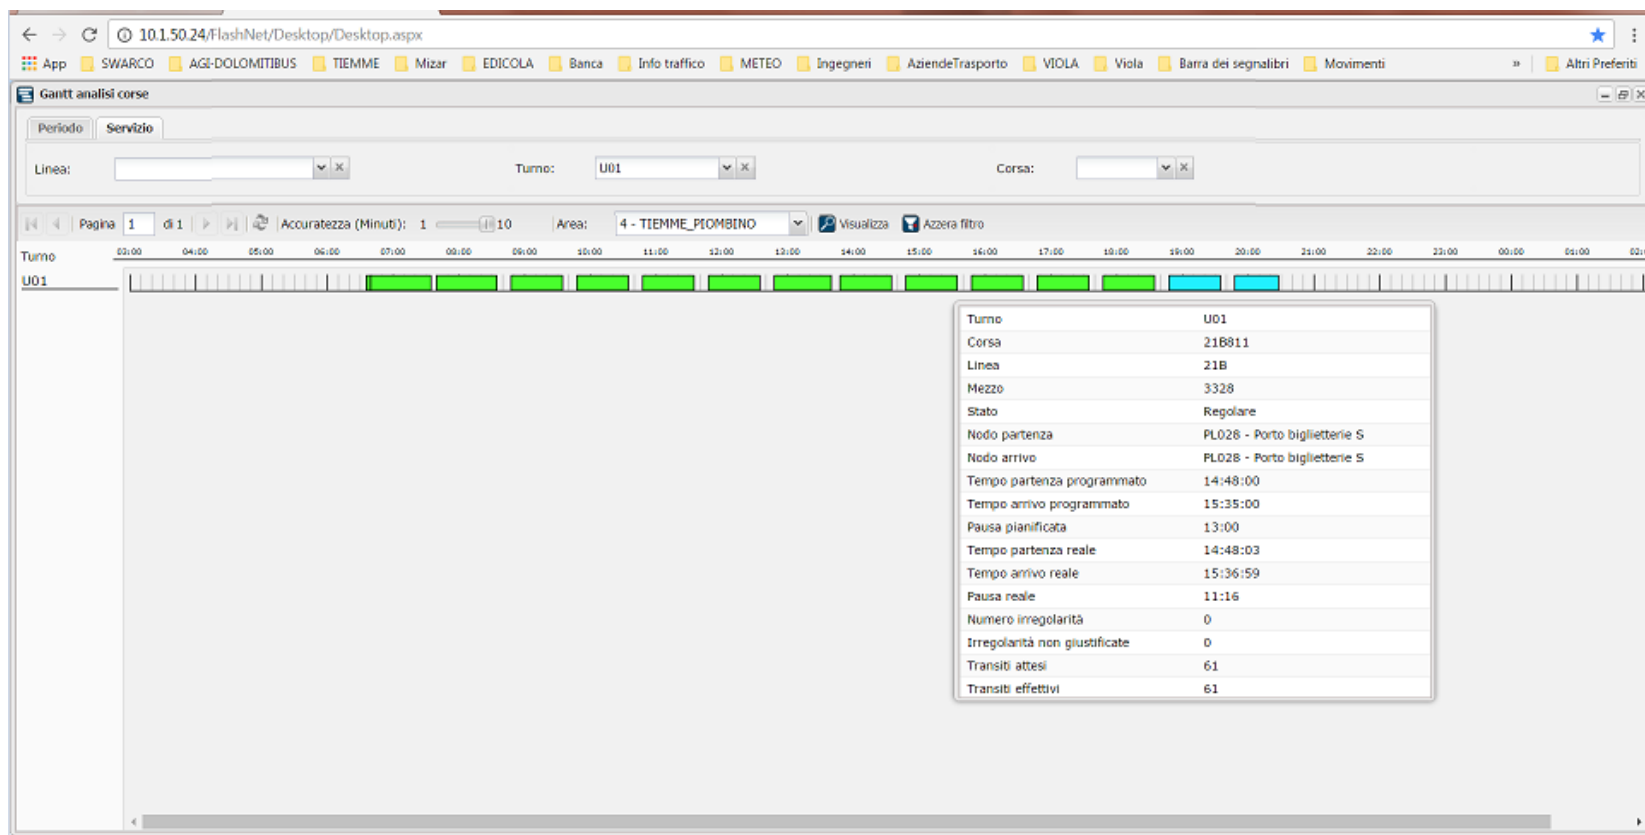 10.1.50.24/FlashNet/Desktop/Desktop.aspx
App SWARCO AGI-DOLOMITIBUS TIEMME Mizar EDICOLA Banca Info traffico METEO Ingegneri AziendeTrasporto VIOLA Viola Barra dei segnalibri Movimenti » Altri Preferiti
Gantt analisi corse
Periodo Servizio
Linea: Turno: U01 Corsa:
Pagina 1 di 1 Accuratezza (Minuti): 1 10 Area: 4 - TIEMME_PIOMBINO Visualizza Azzera filtro
Turno 03:00 04:00 05:00 06:00 07:00 08:00 09:00 10:00 11:00 12:00 13:00 14:00 15:00 16:00 17:00 18:00 19:00 20:00 21:00 22:00 23:00 00:00 01:00 02:
U01
Turno U01
Corsa 21B811
Linea 21B
Mezzo 3328
Stato Regolare
Nodo partenza PL028 - Porto biglietterie S
Nodo arrivo PL028 - Porto biglietterie S
Tempo partenza programmato 14:48:00
Tempo arrivo programmato 15:35:00
Pausa pianificata 13:00
Tempo partenza reale 14:48:03
Tempo arrivo reale 15:36:59
Pausa reale 11:16
Numero irregolarità 0
Irregolarità non giustificate 0
Transiti attesi 61
Transiti effettivi 61